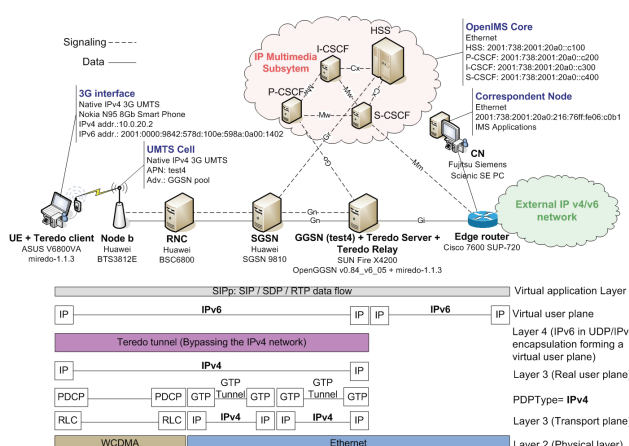 Signaling
Data
HSS
I-CSCF
IP Multimedia
Subsytem
Cx
Cx
P-CSCF
Mw
Mw
Mw
S-CSCF
OpenIMS Core
Ethernet
HSS: 2001:738:2001:20a0::c100
P-CSCF: 2001:738:2001:20a0::c200
I-CSCF: 2001:738:2001:20a0::c300
S-CSCF: 2001:738:2001:20a0::c400
3G interface
Native IPv4 3G UMTS
Nokia N95 8Gb Smart Phone
IPv4 addr.:10.0.20.2
IPv6 addr.: 2001:0000:9842:578d:100e:598a:0a00:1402
Correspondent Node
Ethernet
2001:738:2001:20a0:216:76ff:fe06:c0b1
IMS Applications
UMTS Cell
Native IPv4 3G UMTS
APN: test4
Adv.: GGSN pool
CN
Fujitsu Siemens
Scienic SE PC
Gr
Go
Mm
External IP v4/v6
network
Gn
Gn
Gi
UE + Teredo client
ASUS V6800VA
miredo-1.1.3
Node b
Huawei
BTS3812E
RNC
Huawei
BSC6800
SGSN
Huawei
SGSN 9810
GGSN (test4) + Teredo Server +
Teredo Relay
SUN Fire X4200
OpenGGSN v0.84_v6_05 + miredo-1.1.3
Edge router
Cisco 7600 SUP-720
SIPp: SIP / SDP / RTP data flow
Virtual application Layer
IP IPv6 IP IP IPv6 IP
Virtual user plane
Teredo tunnel (Bypassing the IPv4 network)
Layer 4 (IPv6 in UDP/IPv
encapsulation forming a
virtual user plane)
IP IPv4 IP
Layer 3 (Real user plane
PDCP PDCP GTP GTP Tunnel GTP GTP GTP Tunnel GTP
PDPType= IPv4
RLC RLC IP IPv4 IP IP IPv4 IP
Layer 3 (Transport plane
WCDMA
Ethernet
Layer 2 (Physical layer)